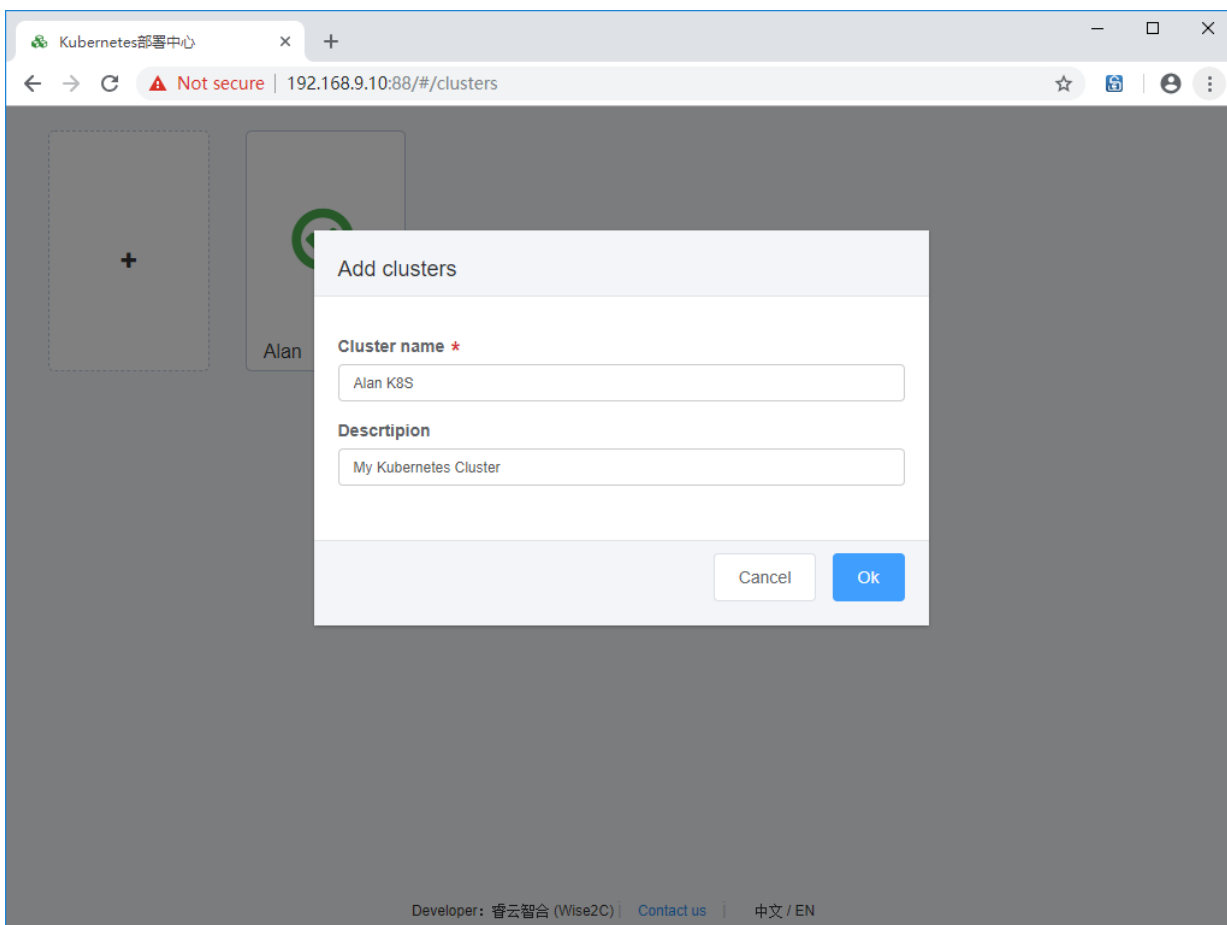 Kubernetes部署中心
Not secure | 192.168.9.10:88/#/clusters
Add clusters
Alan
Cluster name *
Alan K8S
Descrtipion
My Kubernetes Cluster
Cancel Ok
Developer：睿云智合 (Wise2C) | Contact us | 中文 / EN